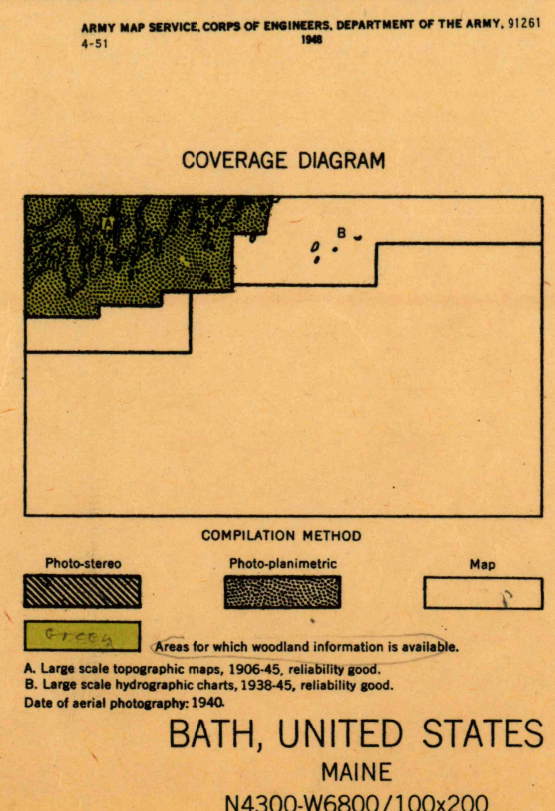 ARMY MAP SERVICE, CORPS OF ENGINEERS, DEPARTMENT OF THE ARMY, 91261
4-51 1948
COVERAGE DIAGRAM
A
B
COMPILATION METHOD
Photo-stereo Photo-planimetric Map
Green
Areas for which woodland information is available.
A. Large scale topographic maps, 1906-45, reliability good.
B. Large scale hydrographic charts, 1938-45, reliability good.
Date of aerial photography: 1940.
BATH, UNITED STATES
MAINE
N4300-W6800/100x200